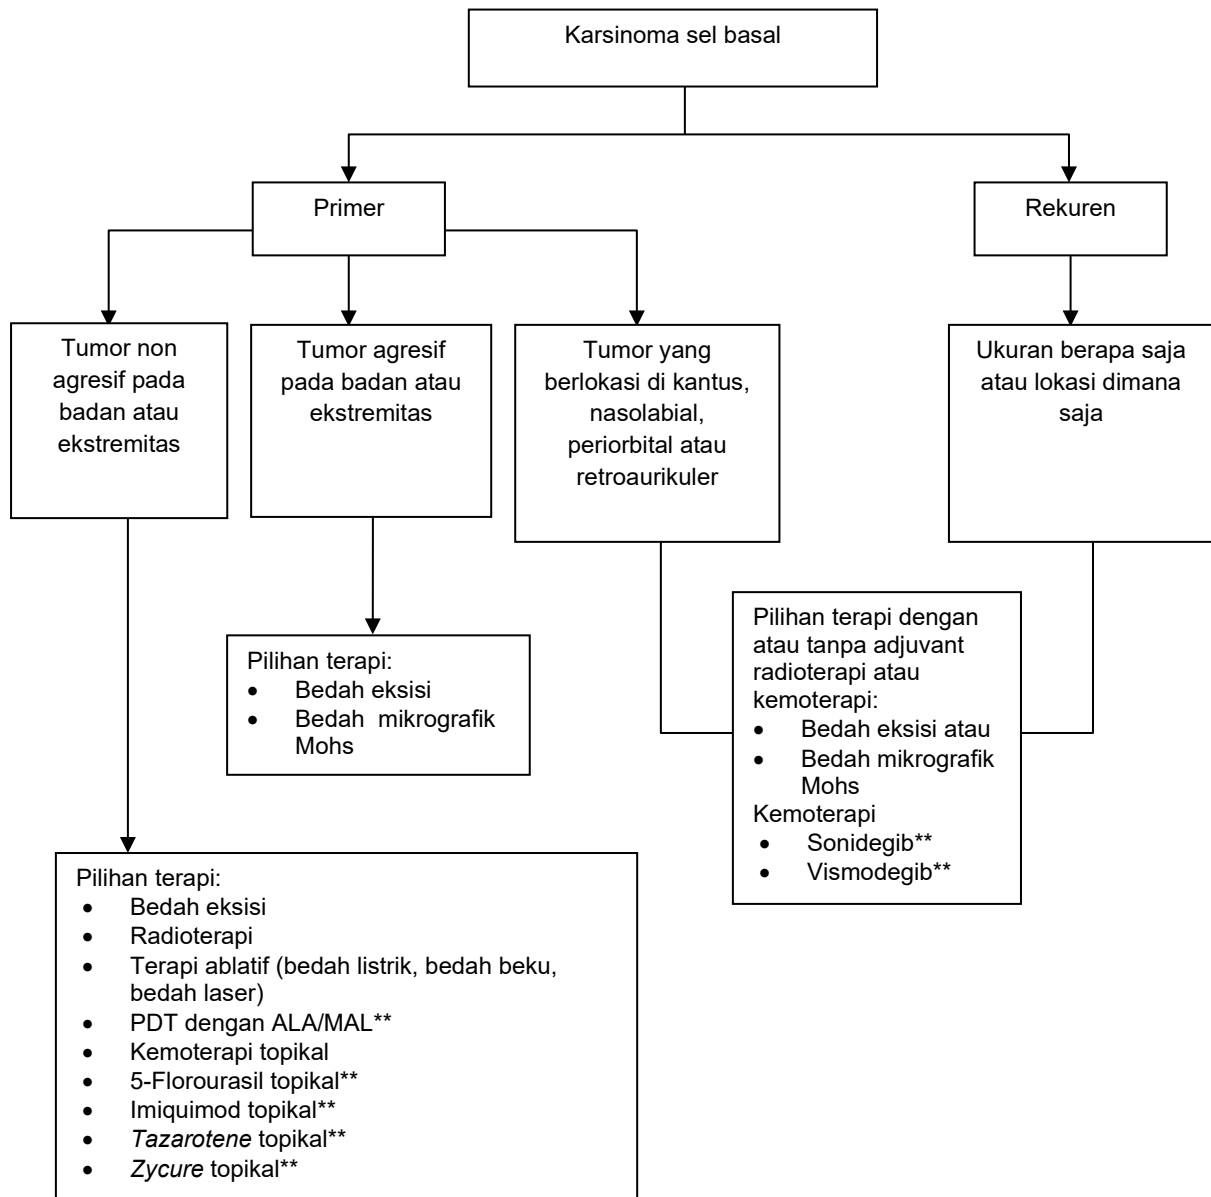 Karsinoma sel basal
Primer
Rekuren
Tumor non
agresif pada
badan atau
ekstremitas
Tumor agresif
pada badan atau
ekstremitas
Tumor yang
berlokasi di kantus,
nasolabial,
periorbital atau
retroaurikuler
Ukuran berapa saja
atau lokasi dimana
saja
Pilihan terapi:
• Bedah eksisi
• Bedah mikrografik
Mohs
Pilihan terapi dengan
atau tanpa adjuvant
radioterapi atau
kemoterapi:
• Bedah eksisi atau
• Bedah mikrografik
Mohs
Kemoterapi
• Sonidegib**
• Vismodegib**
Pilihan terapi:
• Bedah eksisi
• Radioterapi
• Terapi ablatif (bedah listrik, bedah beku,
bedah laser)
• PDT dengan ALA/MAL**
• Kemoterapi topikal
• 5-Florourasil topikal**
• Imiquimod topikal**
• Tazarotene topikal**
• Zycure topikal**